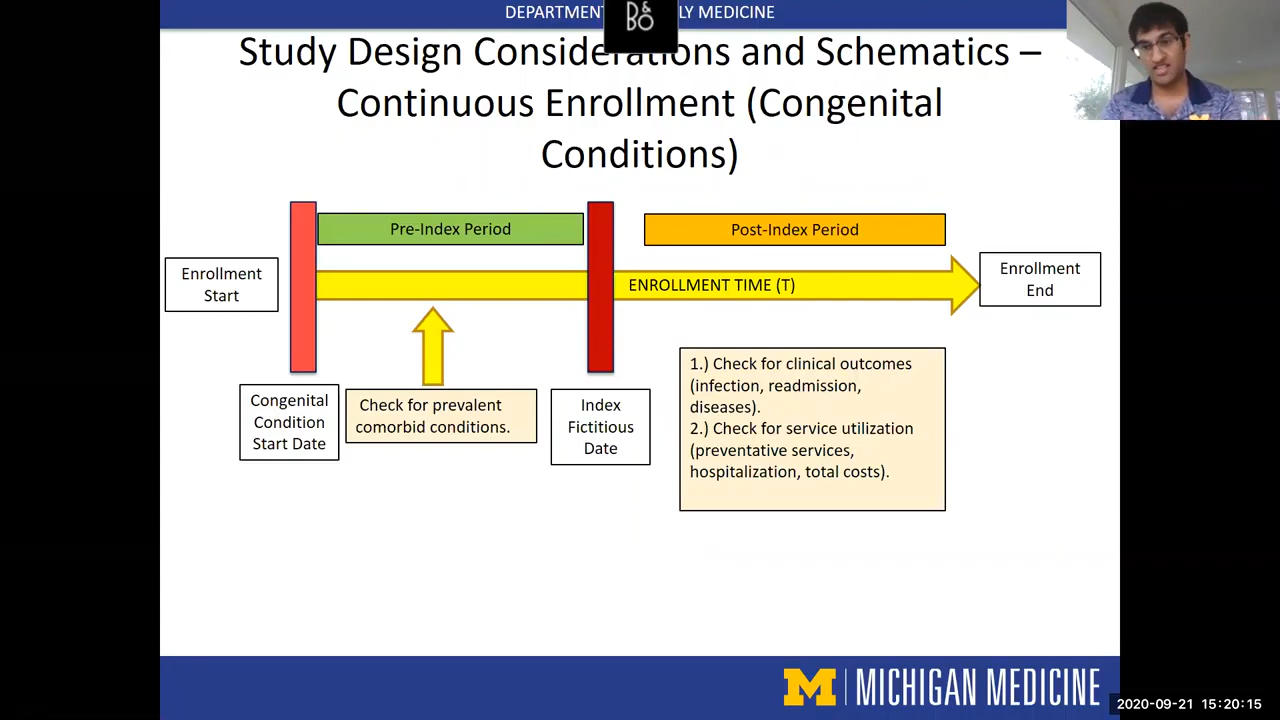 DEPARTMENT LY MEDICINE
D&
BO
Study Design Considerations and Schematics –
Continuous Enrollment (Congenital
Conditions)
Pre-Index Period
Post-Index Period
Enrollment
Start
ENROLLMENT TIME (T)
Enrollment
End
Congenital
Condition
Start Date
Check for prevalent
comorbid conditions.
Index
Fictitious
Date
1.) Check for clinical outcomes
(infection, readmission,
diseases).
2.) Check for service utilization
(preventative services,
hospitalization, total costs).
M MICHIGAN MEDICINE
2020-09-21 15:20:15